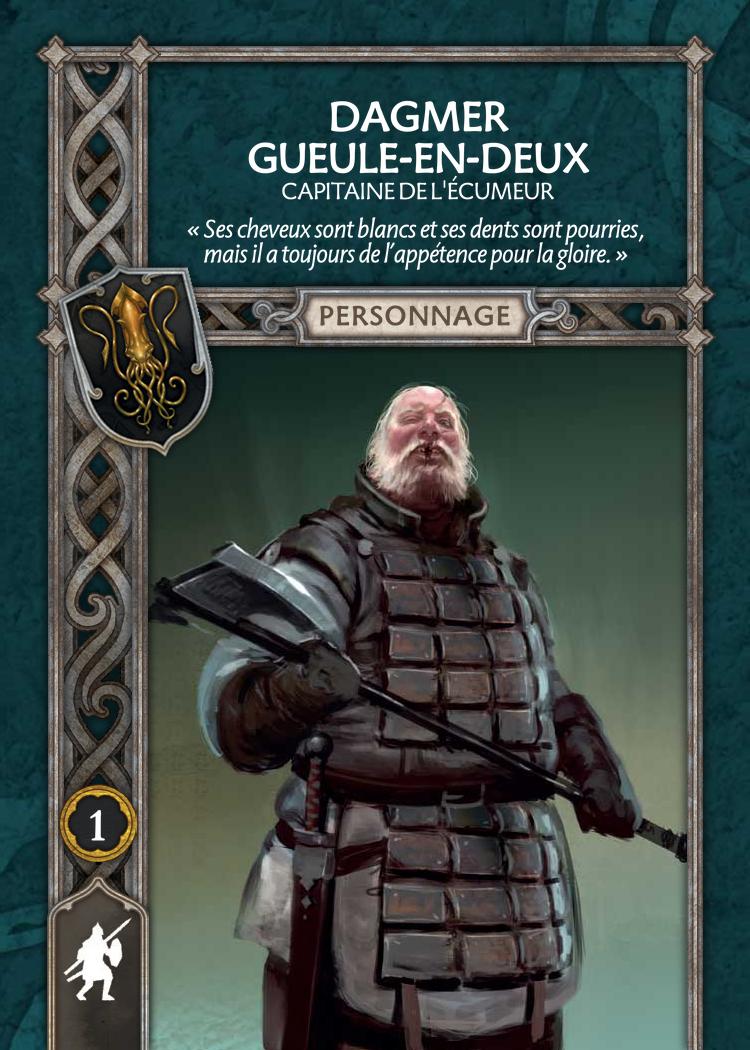 DAGMER
GUEULE-EN-DEUX
CAPITAINE DE L'ÉCUMEUR
« Ses cheveux sont blancs et ses dents sont pourries,
mais il a toujours de l’appétence pour la gloire. »
PERSONNAGE
1